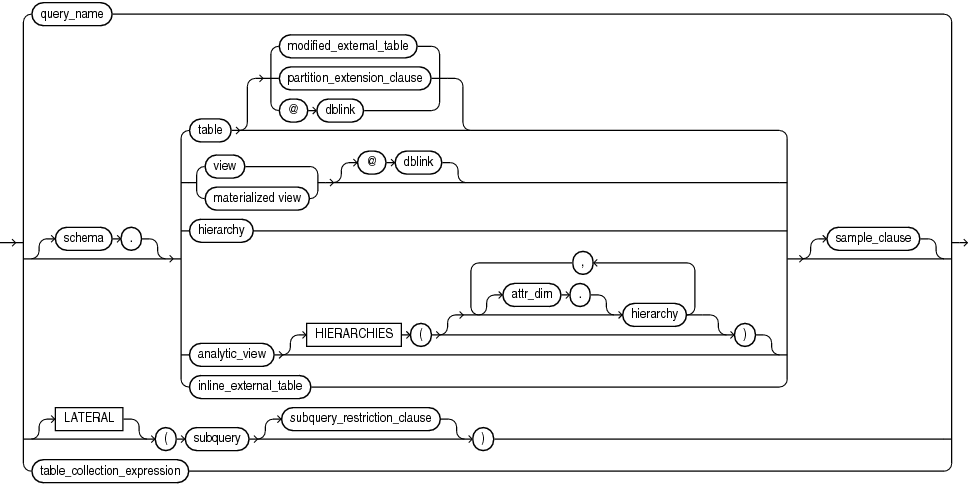 query_name
modified_external_table
partition_extension_clause
@ dblink
table
view
@ dblink
materialized view
hierarchy
schema .
sample_clause
,
attr_dim .
hierarchy
HIERARCHIES ( )
analytic_view
inline_external_table
LATERAL
subquery_restriction_clause
( subquery )
table_collection_expression